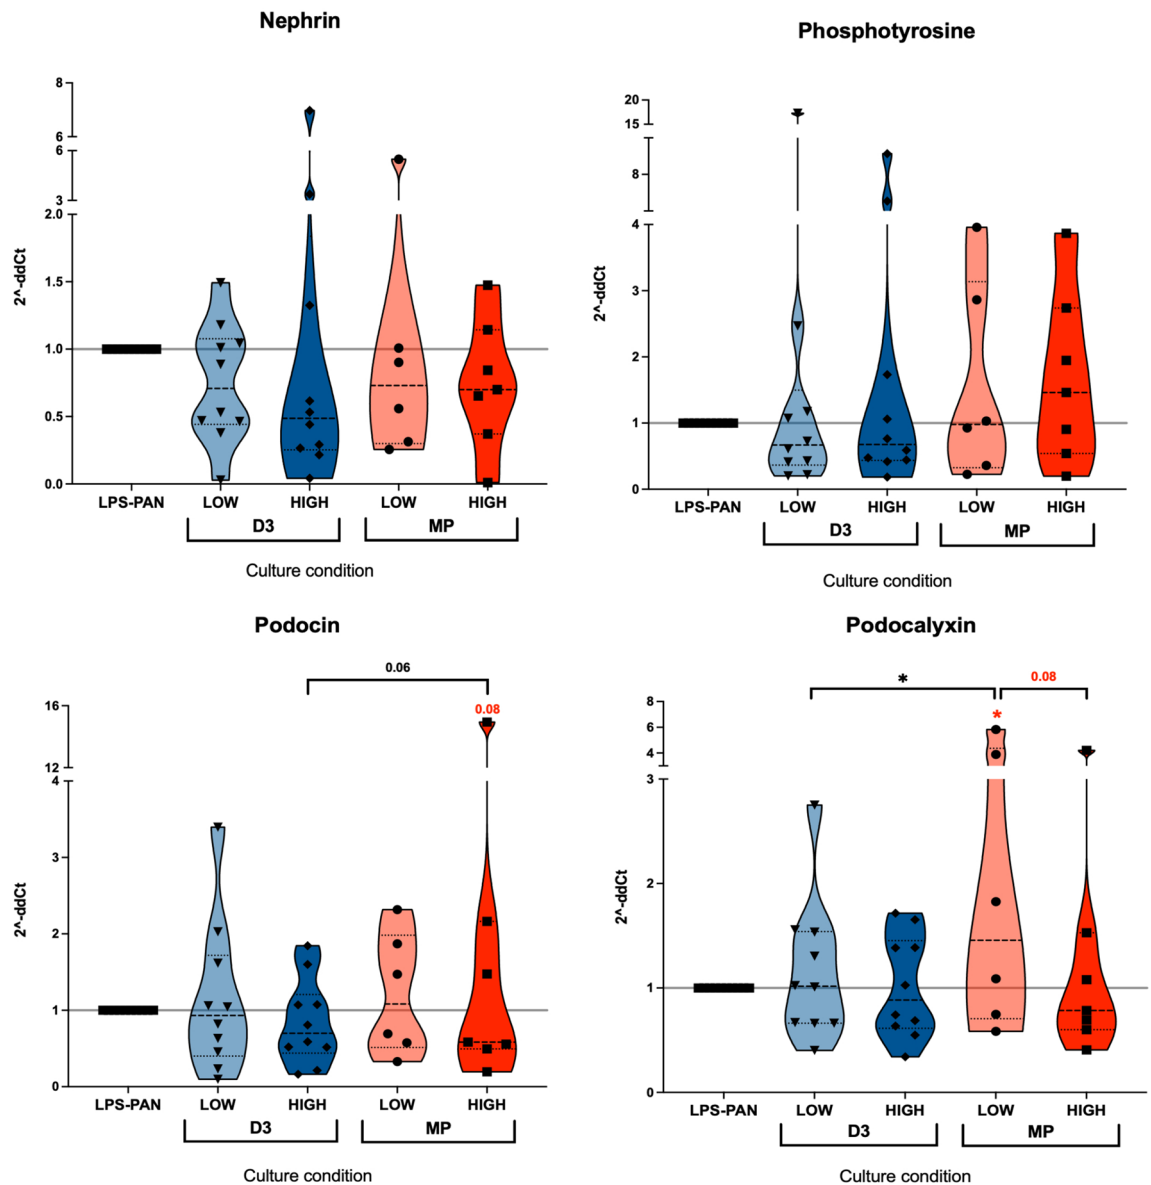 Nephrin
8
6
6
3
2.0
1.5
1.0
0.5
0.0
2^-ddCt
LPS-PAN LOW HIGH LOW HIGH
D3 MP
Culture condition
Phosphotyrosine
20
15
8
4
3
2
1
0
2^-ddCt
LPS-PAN LOW HIGH LOW HIGH
D3 MP
Culture condition
Podocin
0.06
0.08
16
12
4
3
2
1
0
2^-ddCt
LPS-PAN LOW HIGH LOW HIGH
D3 MP
Culture condition
Podocalyxin
* 0.08
*
8
6
4
3
2
1
0
2^-ddCt
LPS-PAN LOW HIGH LOW HIGH
D3 MP
Culture condition